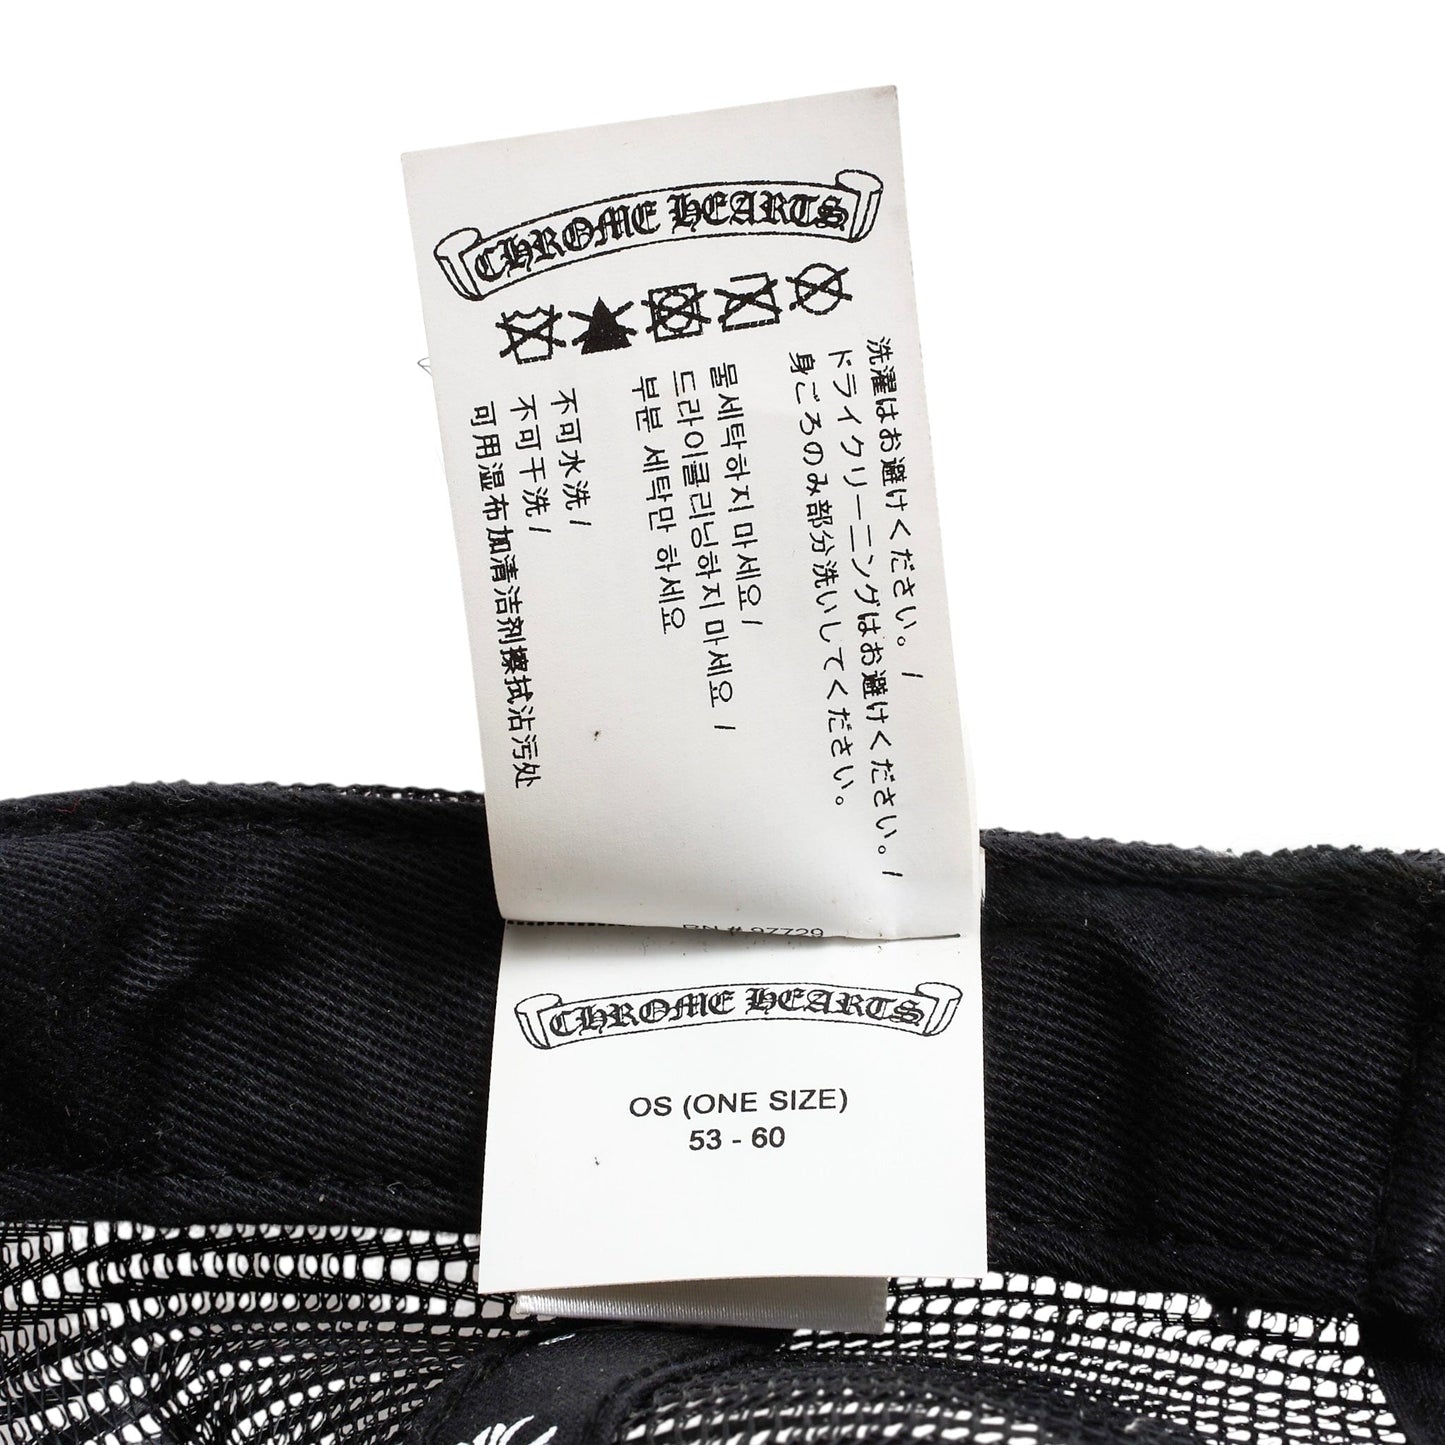 CHROME HEARTS
洗濯はお避けください。/
ドライクリーニングはお避けください。/
身ごろのみ部分洗いしてください。
물세탁하지 마세요 /
드라이클리닝하지 마세요 /
부분 세탁만 하세요
不可水洗 /
不可干洗 /
可用湿布加清洁剂擦拭沾污处
RN # 97729
CHROME HEARTS
OS (ONE SIZE)
53 - 60